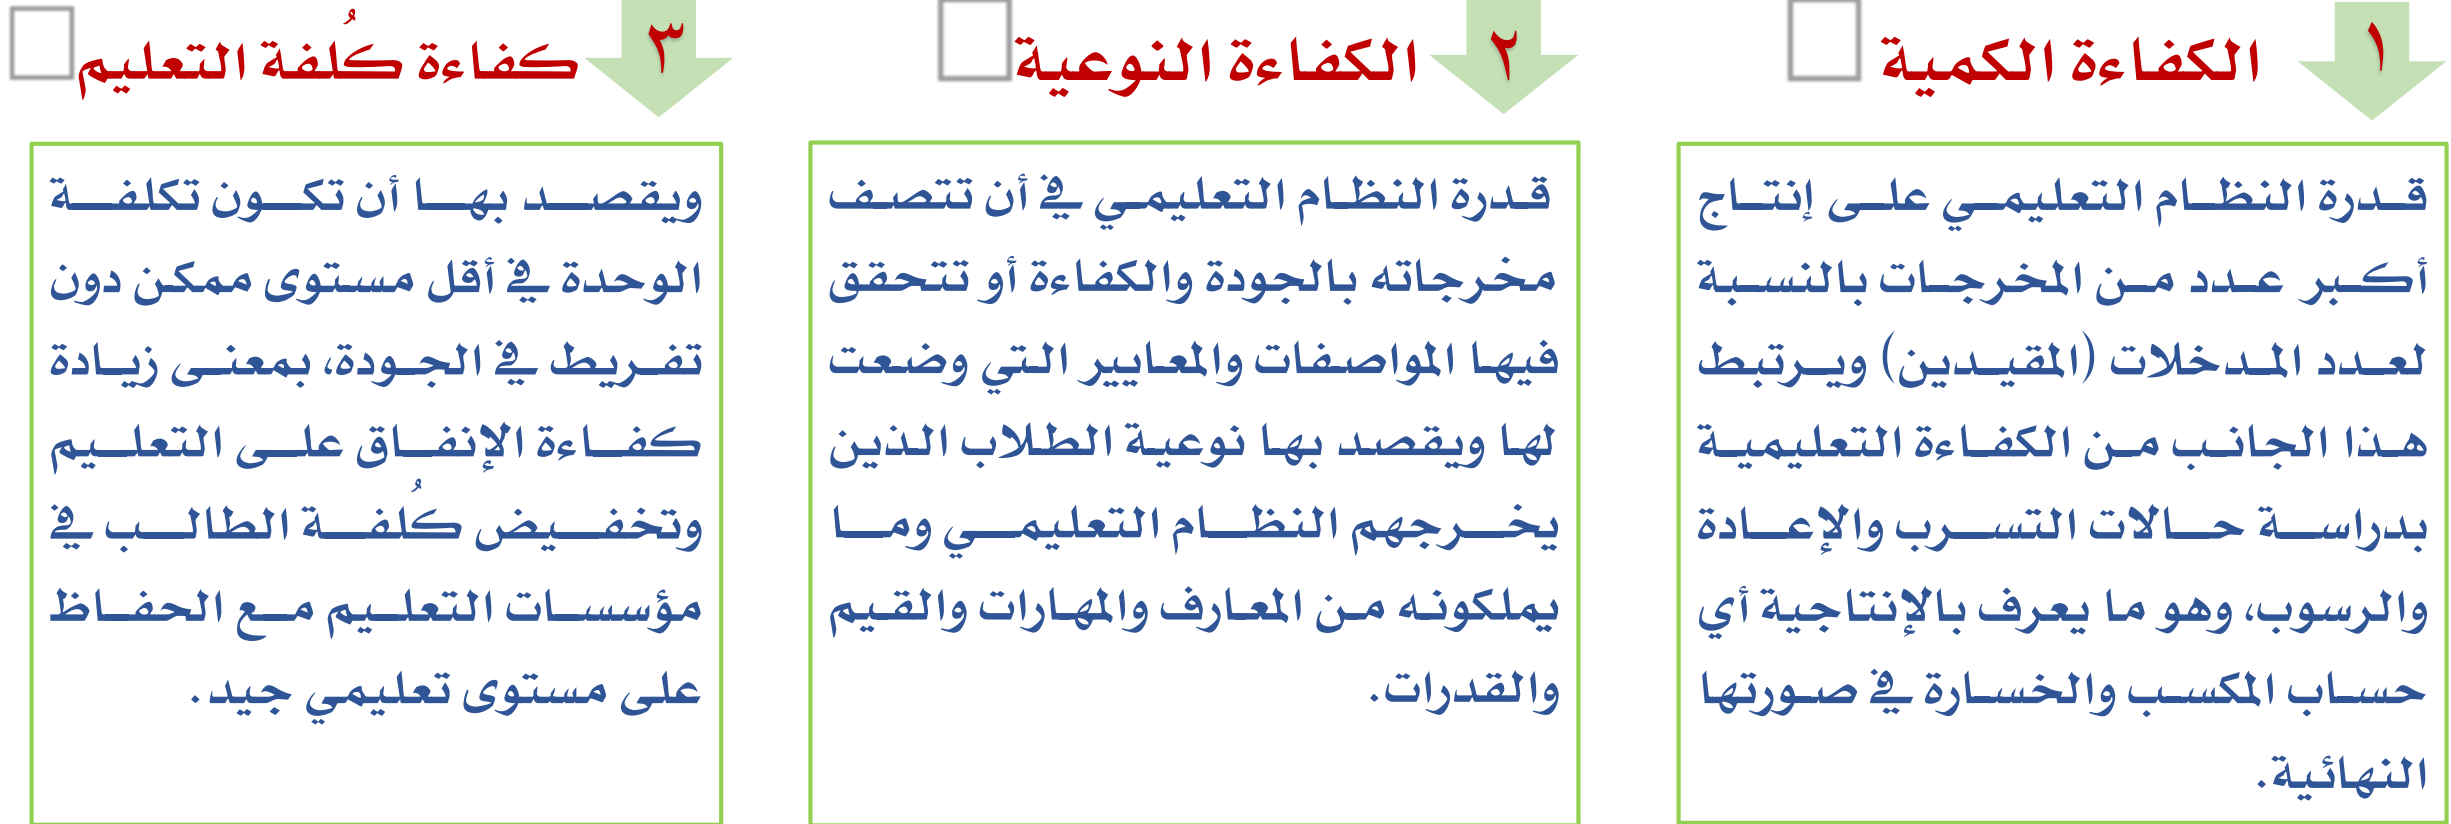 ١
الكفاءة الكمية
قدرة النظام التعليمي على إنتاج
أكبر عدد من المخرجات بالنسبة
لعدد المدخلات (المقيدين) ويرتبط
هذا الجانب من الكفاءة التعليمية
بدراسة حالات التسرب والإعادة
والرسوب، وهو ما يعرف بالإنتاجية أي
حساب المكسب والخسارة في صورتها
النهائية.
٢
الكفاءة النوعية
قدرة النظام التعليمي في أن تتصف
مخرجاته بالجودة والكفاءة أو تتحقق
فيها المواصفات والمعايير التي وضعت
لها ويقصد بها نوعية الطلاب الذين
يخرجهم النظام التعليمي وما
يملكونه من المعارف والمهارات والقيم
والقدرات.
٣
كفاءة كُلفة التعليم
ويقصد بها أن تكون تكلفة
الوحدة في أقل مستوى ممكن دون
تفريط في الجودة، بمعنى زيادة
كفاءة الإنفاق على التعليم
وتخفيض كُلفة الطالب في
مؤسسات التعليم مع الحفاظ
على مستوى تعليمي جيد.